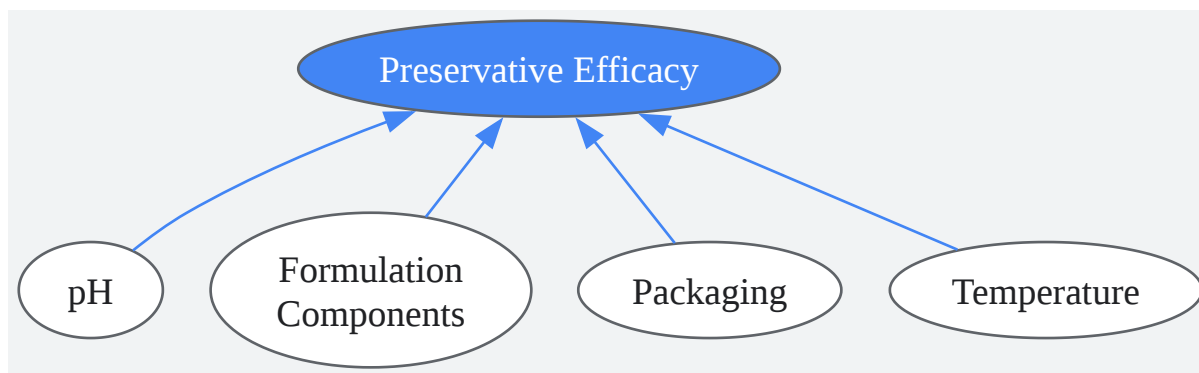 Preservative Efficacy
pH
Formulation
Components
Packaging
Temperature